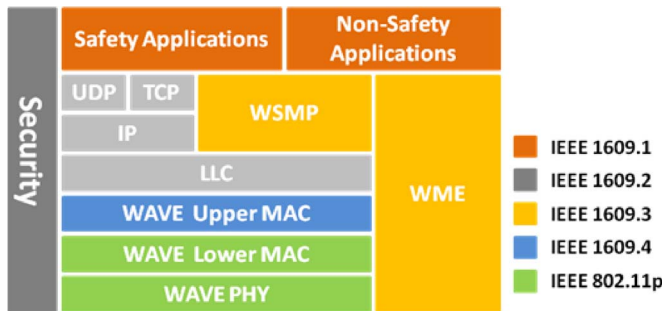 Security
Safety Applications
Non-Safety
Applications
UDP
TCP
WSMP
IP
LLC
WME
WAVE Upper MAC
WAVE Lower MAC
WAVE PHY
IEEE 1609.1
IEEE 1609.2
IEEE 1609.3
IEEE 1609.4
IEEE 802.11p